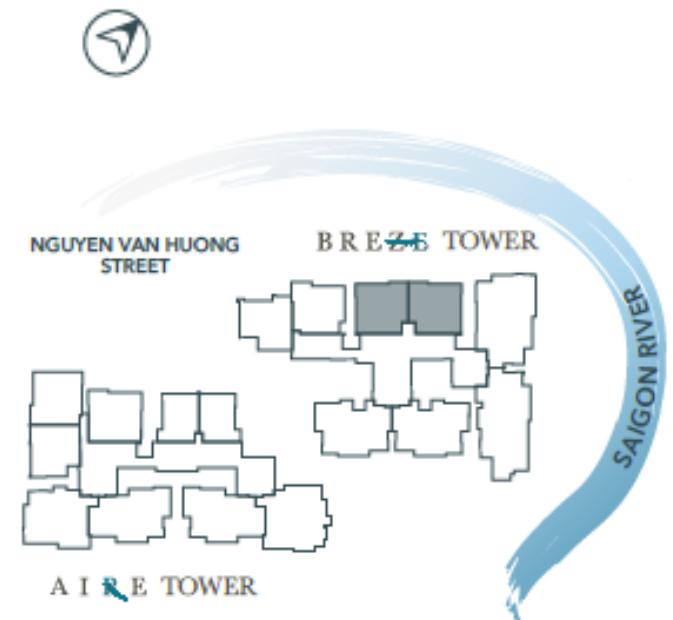 NGUYEN VAN HUONG
STREET
BREZE TOWER
SAIGON RIVER
AIRE TOWER